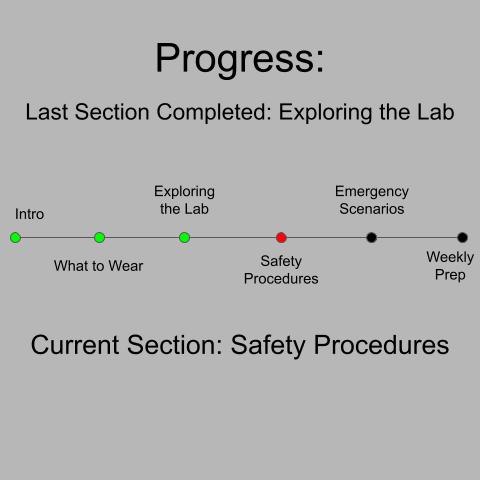 Progress:
Last Section Completed: Exploring the Lab
Intro
What to Wear
Exploring
the Lab
Safety
Procedures
Emergency
Scenarios
Weekly
Prep
Current Section: Safety Procedures